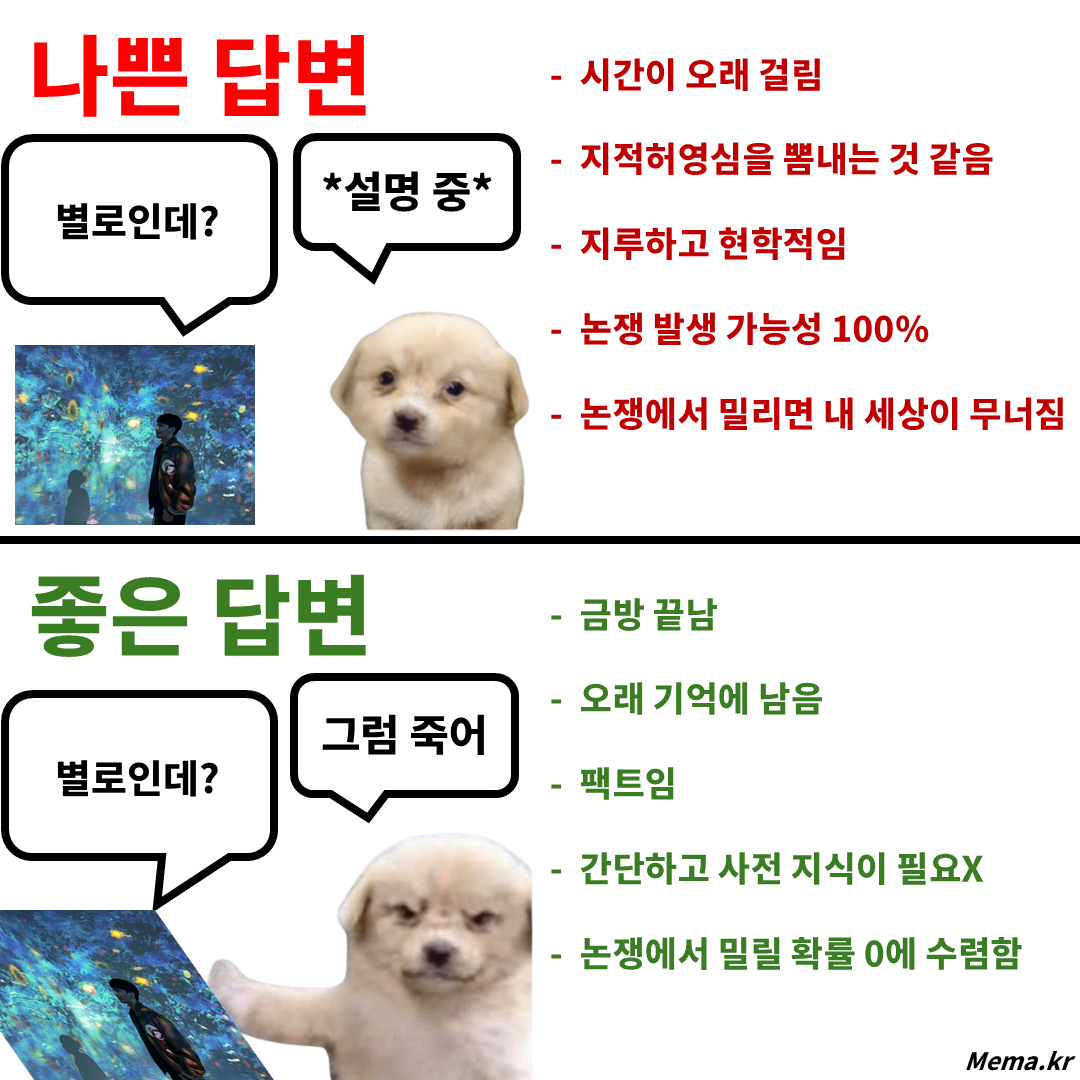 나쁜 답변
별로인데?
*설명 중*
- 시간이 오래 걸림
- 지적허영심을 뽐내는 것 같음
- 지루하고 현학적임
- 논쟁 발생 가능성 100%
- 논쟁에서 밀리면 내 세상이 무너짐
좋은 답변
별로인데?
그럼 죽어
- 금방 끝남
- 오래 기억에 남음
- 팩트임
- 간단하고 사전 지식이 필요X
- 논쟁에서 밀릴 확률 0에 수렴함
Mema.kr